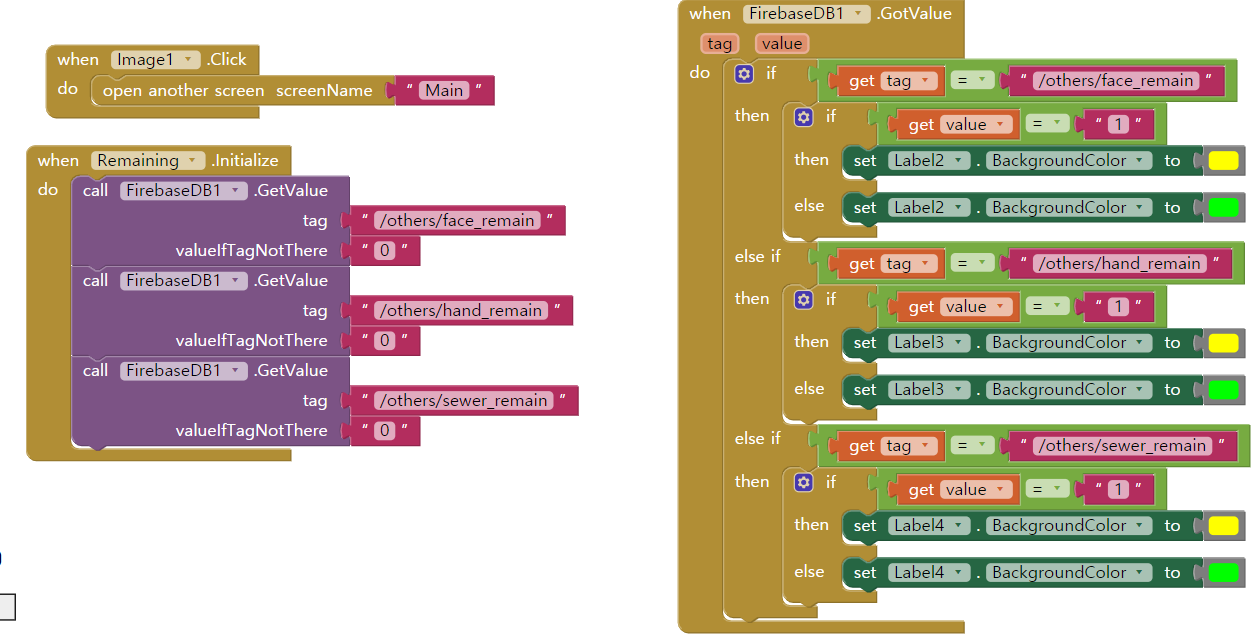 when Image1 .Click
do open another screen screenName " Main "
when Remaining .Initialize
do call FirebaseDB1 .GetValue
tag " /others/face_remain "
valueIfTagNotThere " 0 "
call FirebaseDB1 .GetValue
tag " /others/hand_remain "
valueIfTagNotThere " 0 "
call FirebaseDB1 .GetValue
tag " /others/sewer_remain "
valueIfTagNotThere " 0 "
when FirebaseDB1 .GotValue
tag value
do if get tag = " /others/face_remain "
then if get value = " 1 "
then set Label2 . BackgroundColor to
else set Label2 . BackgroundColor to
else if get tag = " /others/hand_remain "
then if get value = " 1 "
then set Label3 . BackgroundColor to
else set Label3 . BackgroundColor to
else if get tag = " /others/sewer_remain "
then if get value = " 1 "
then set Label4 . BackgroundColor to
else set Label4 . BackgroundColor to